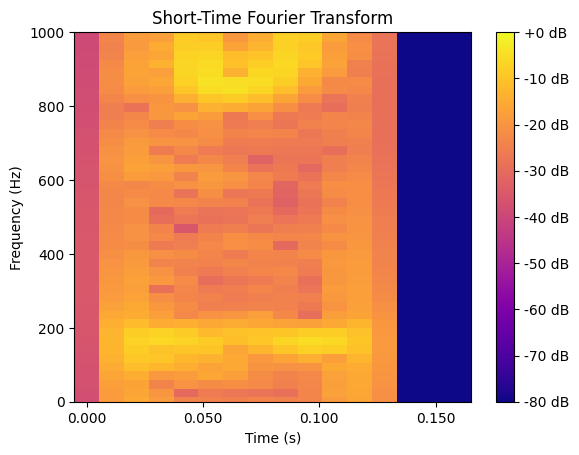 Short-Time Fourier Transform
Frequency (Hz)
1000
800
600
400
200
0
0.000 0.050 0.100 0.150
Time (s)
+0 dB
-10 dB
-20 dB
-30 dB
-40 dB
-50 dB
-60 dB
-70 dB
-80 dB